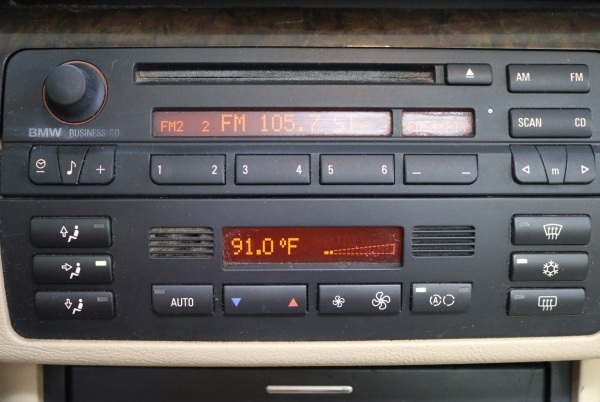 AM FM
FM2 2 FM 105.7 ST
SCAN CD
BMW BUSINESS CD
1 2 3 4 5 6 — — m
91.0°F
AUTO
A